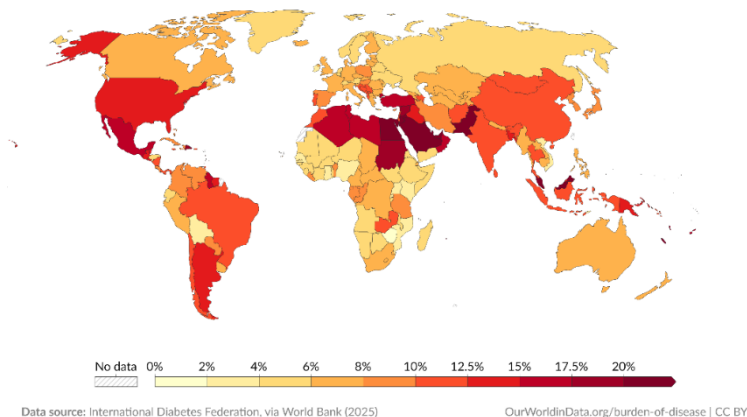 No data 0% 2% 4% 6% 8% 10% 12.5% 15% 17.5% 20%
Data source: International Diabetes Federation, via World Bank (2025) OurWorldinData.org/burden-of-disease | CC BY